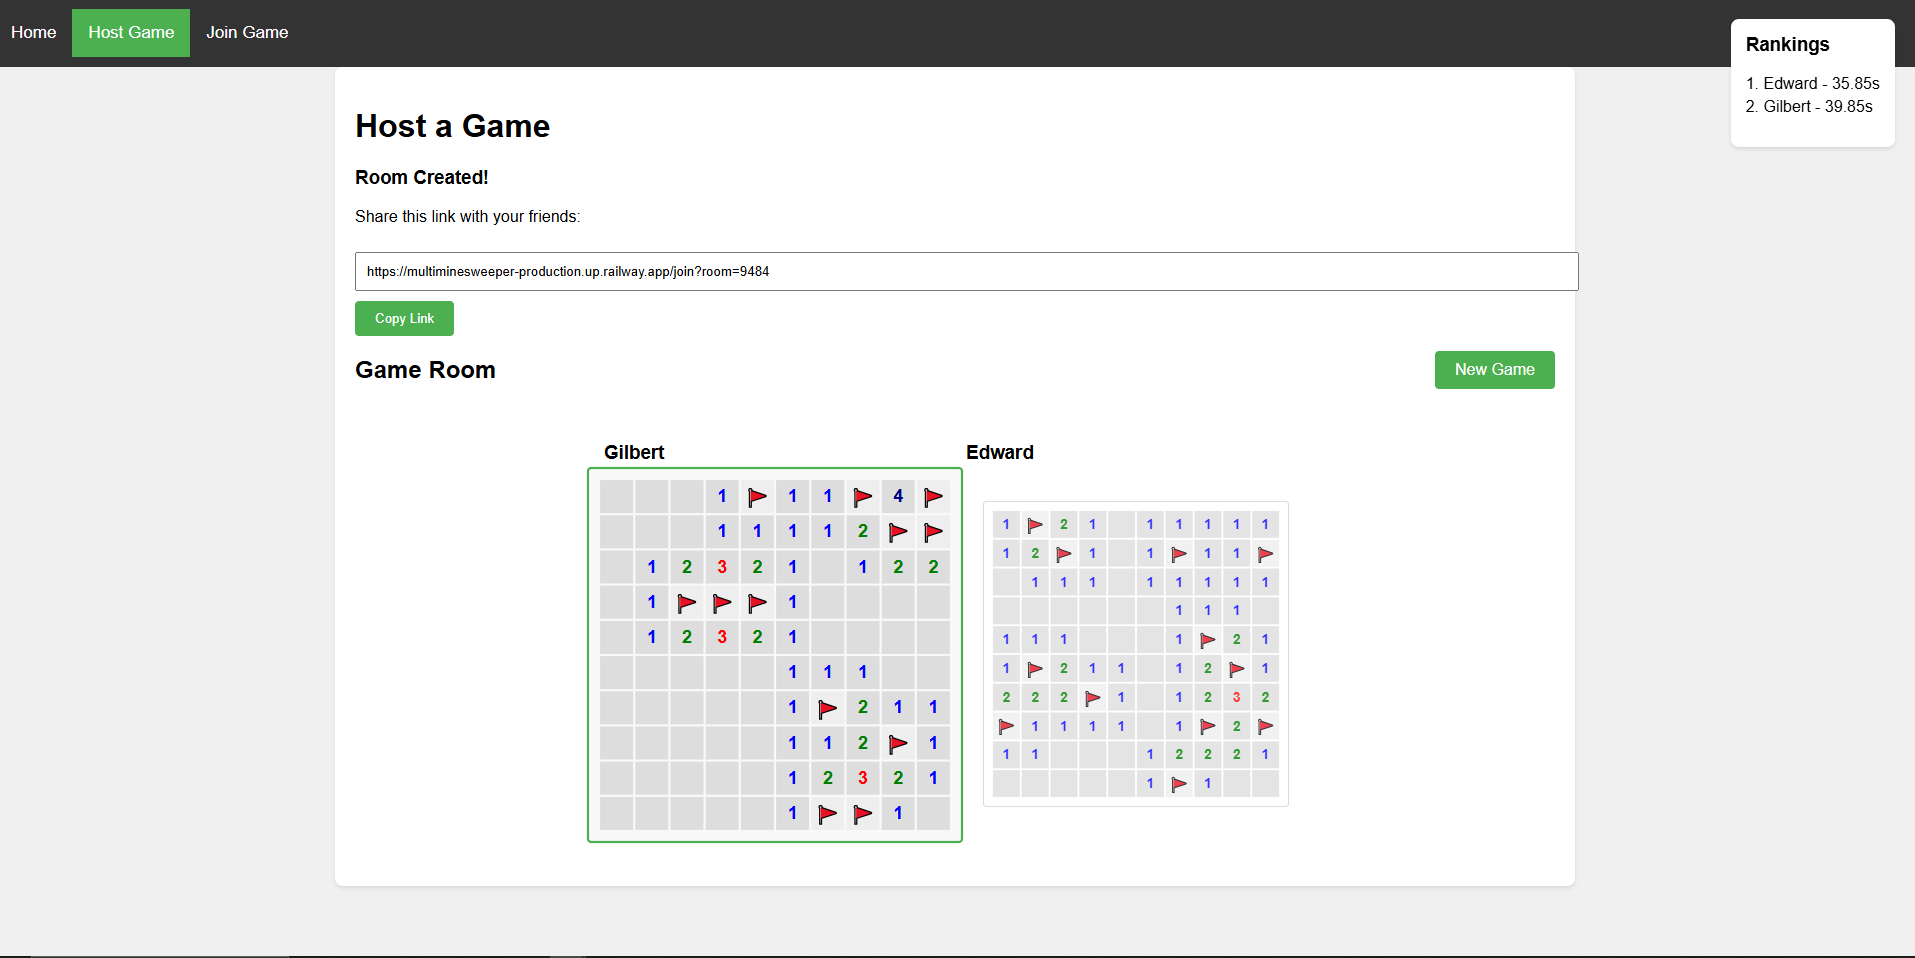 Home Host Game Join Game
Rankings
1. Edward - 35.85s
2. Gilbert - 39.85s
Host a Game
Room Created!
Share this link with your friends:
https://multiminesweeper-production.up.railway.app/join?room=9484
Copy Link
Game Room
New Game
Gilbert
1 1 1 4
1 1 1 1 2
1 2 3 2 1 1 2 2
1 1
1 2 3 2 1
1 1 1
1 2 1 1
1 1 2 1
1 2 3 2 1
1 1
Edward
1 2 1 1 1 1 1 1
1 2 1 1 1 1
1 1 1 1 1 1 1 1
1 1 1
1 1 1 1 2 1
1 2 1 1 1 2 1
2 2 2 1 1 2 3 2
1 1 1 1 1 2
1 1 1 2 2 2 1
1 1